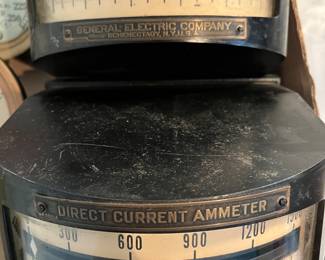 GENERAL ELECTRIC COMPANY
SCHENECTADY, N.Y. U.S.A.
DIRECT CURRENT AMMETER
300 600 900 1200